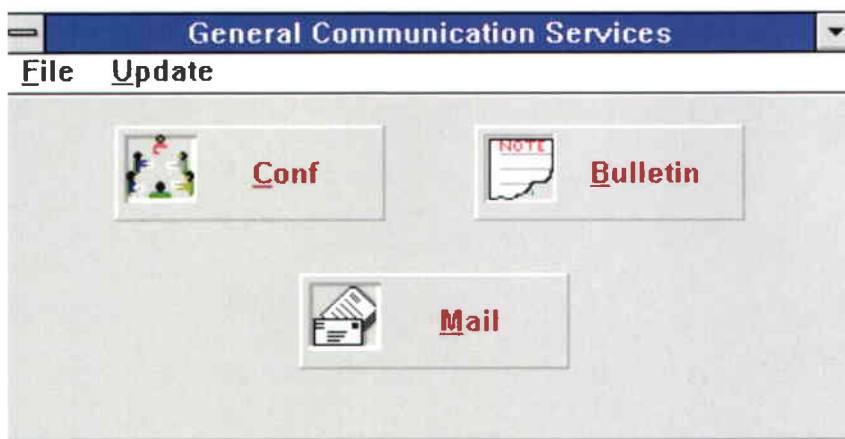 General Communication Services
File Update
Conf
NOTE
Bulletin
Mail